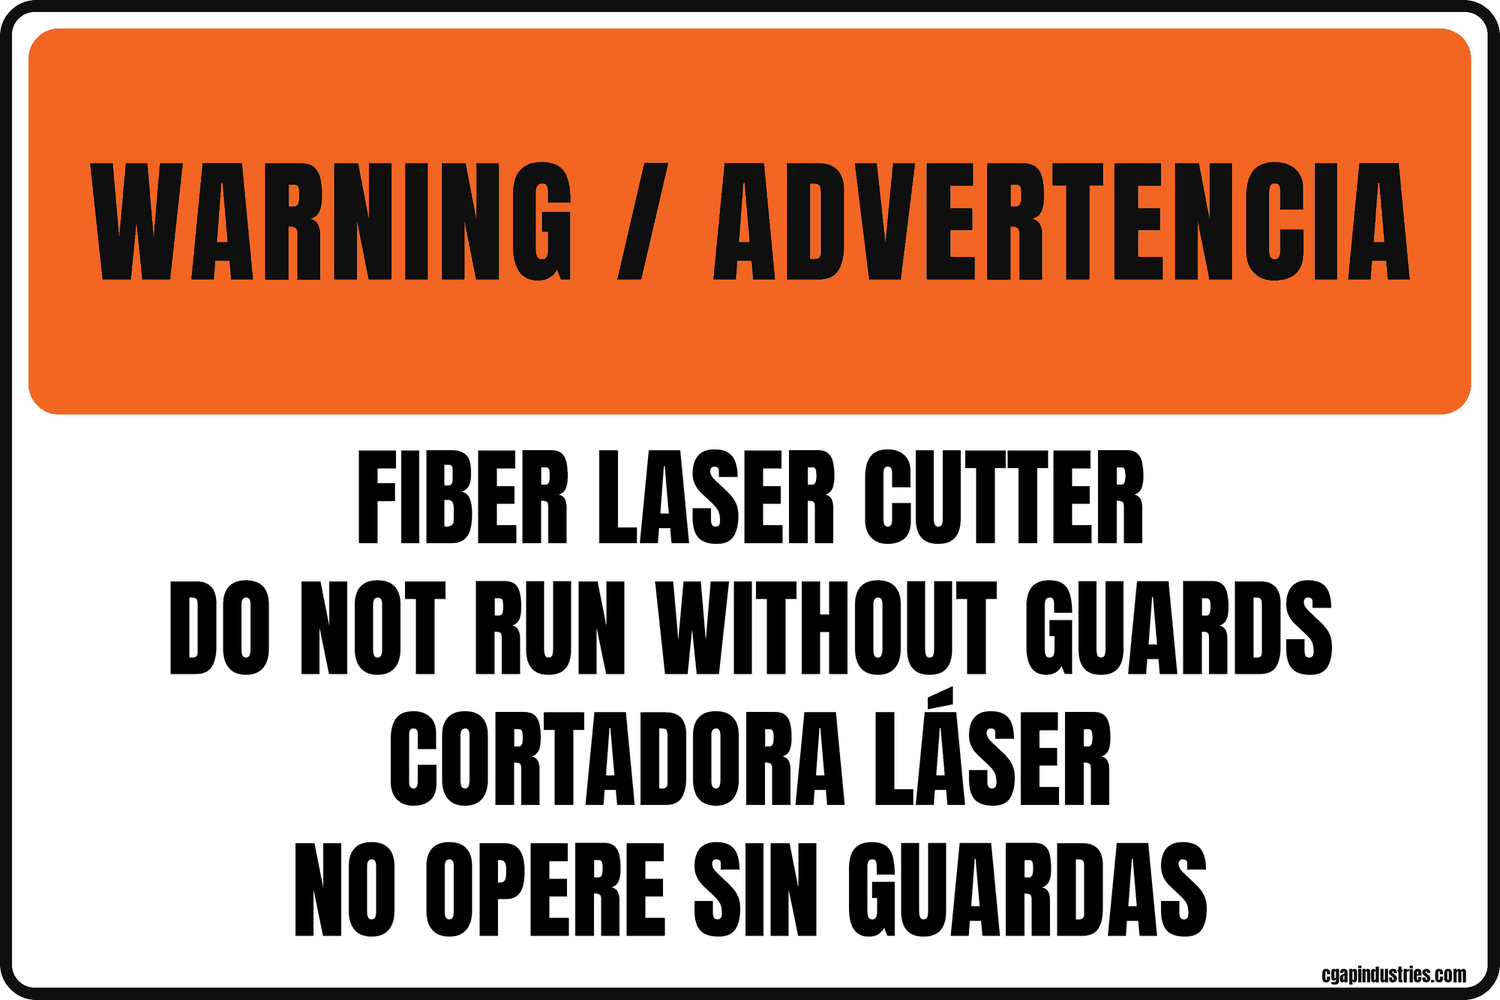 WARNING / ADVERTENCIA
FIBER LASER CUTTER
DO NOT RUN WITHOUT GUARDS
CORTADORA LÁSER
NO OPERE SIN GUARDAS
cgapindustries.com